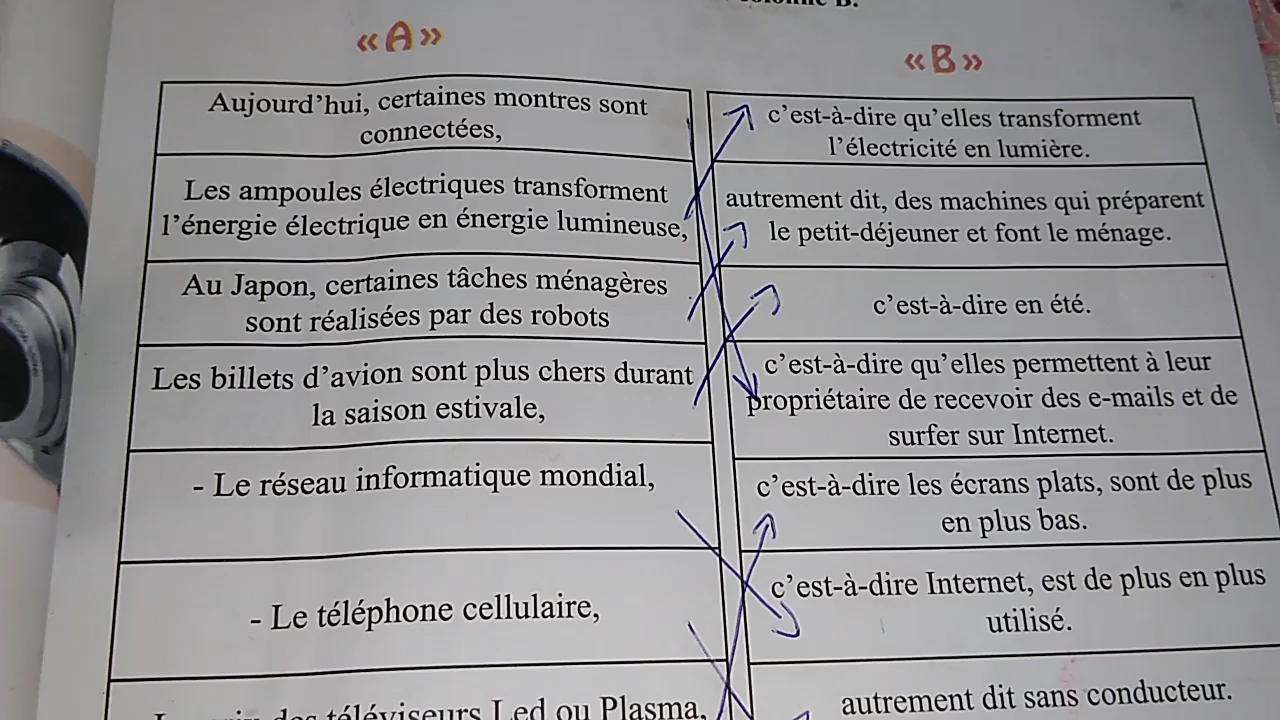 B.
«A»
«B»
Aujourd'hui, certaines montres sont
connectées,
c'est-à-dire qu'elles transforment
l'électricité en lumière.
Les ampoules électriques transforment
l'énergie électrique en énergie lumineuse,
autrement dit, des machines qui préparent
le petit-déjeuner et font le ménage.
Au Japon, certaines tâches ménagères
sont réalisées par des robots
c'est-à-dire en été.
Les billets d'avion sont plus chers durant
la saison estivale,
c'est-à-dire qu'elles permettent à leur
propriétaire de recevoir des e-mails et de
surfer sur Internet.
- Le réseau informatique mondial,
c'est-à-dire les écrans plats, sont de plus
en plus bas.
- Le téléphone cellulaire,
c'est-à-dire Internet, est de plus en plus
utilisé.
des téléviseurs Led ou Plasma,
autrement dit sans conducteur.